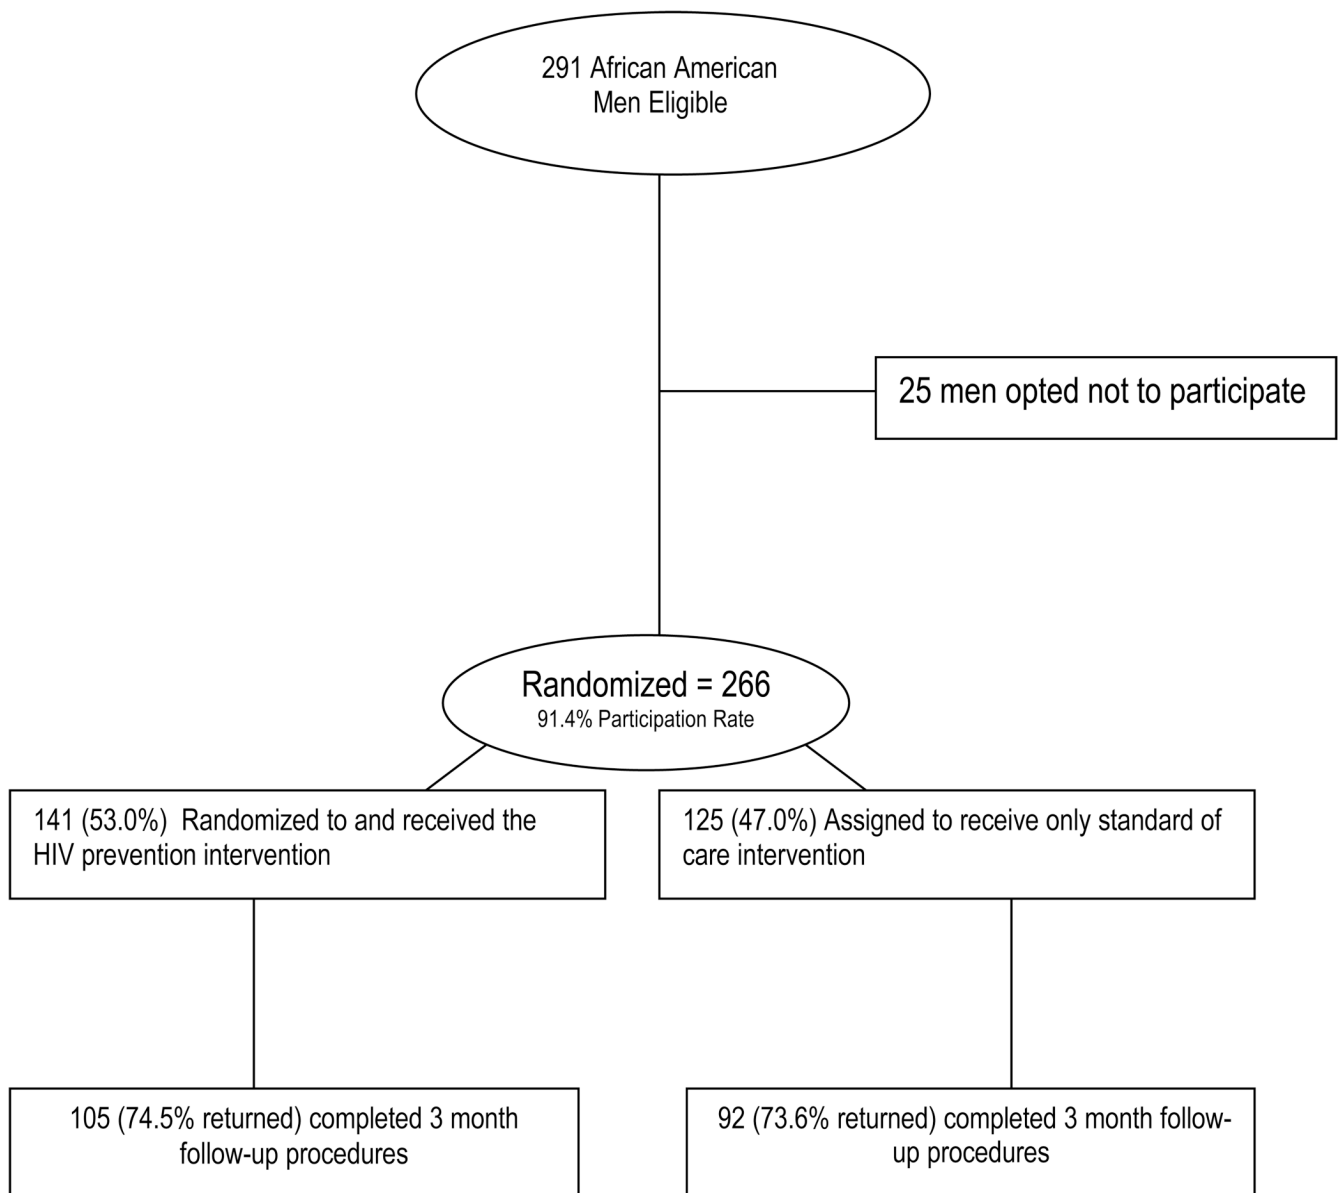 291 African American
Men Eligible
25 men opted not to participate
Randomized = 266
91.4% Participation Rate
141 (53.0%)  Randomized to and received the
HIV prevention intervention
125 (47.0%) Assigned to receive only standard of
care intervention
105 (74.5% returned) completed 3 month
follow-up procedures
92 (73.6% returned) completed 3 month follow-
up procedures